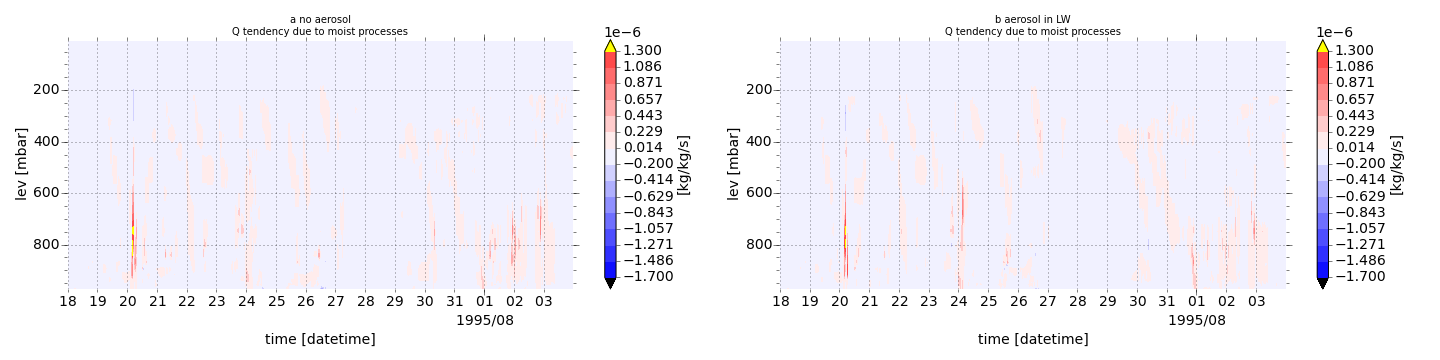 a no aerosol
Q tendency due to moist processes
1e−6
1.300
1.086
0.871
0.657
0.443
0.229
0.014
−0.200
−0.414
−0.629
−0.843
−1.057
−1.271
−1.486
−1.700
[kg/kg/s]
lev [mbar]
200
400
600
800
18 19 20 21 22 23 24 25 26 27 28 29 30 31 01 02 03
1995/08
time [datetime]
b aerosol in LW
Q tendency due to moist processes
1e−6
1.300
1.086
0.871
0.657
0.443
0.229
0.014
−0.200
−0.414
−0.629
−0.843
−1.057
−1.271
−1.486
−1.700
[kg/kg/s]
lev [mbar]
200
400
600
800
18 19 20 21 22 23 24 25 26 27 28 29 30 31 01 02 03
1995/08
time [datetime]